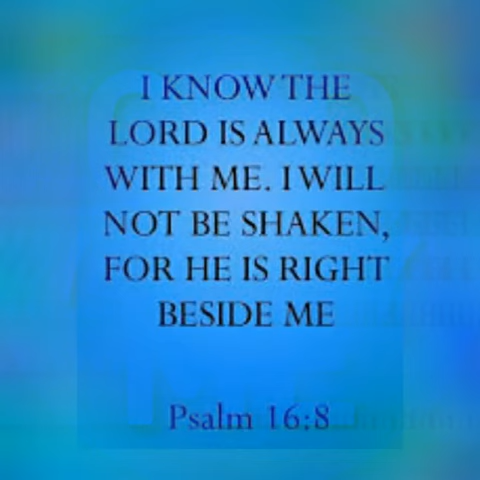 I KNOW THE
LORD IS ALWAYS
WITH ME. I WILL
NOT BE SHAKEN,
FOR HE IS RIGHT
BESIDE ME
Psalm 16:8